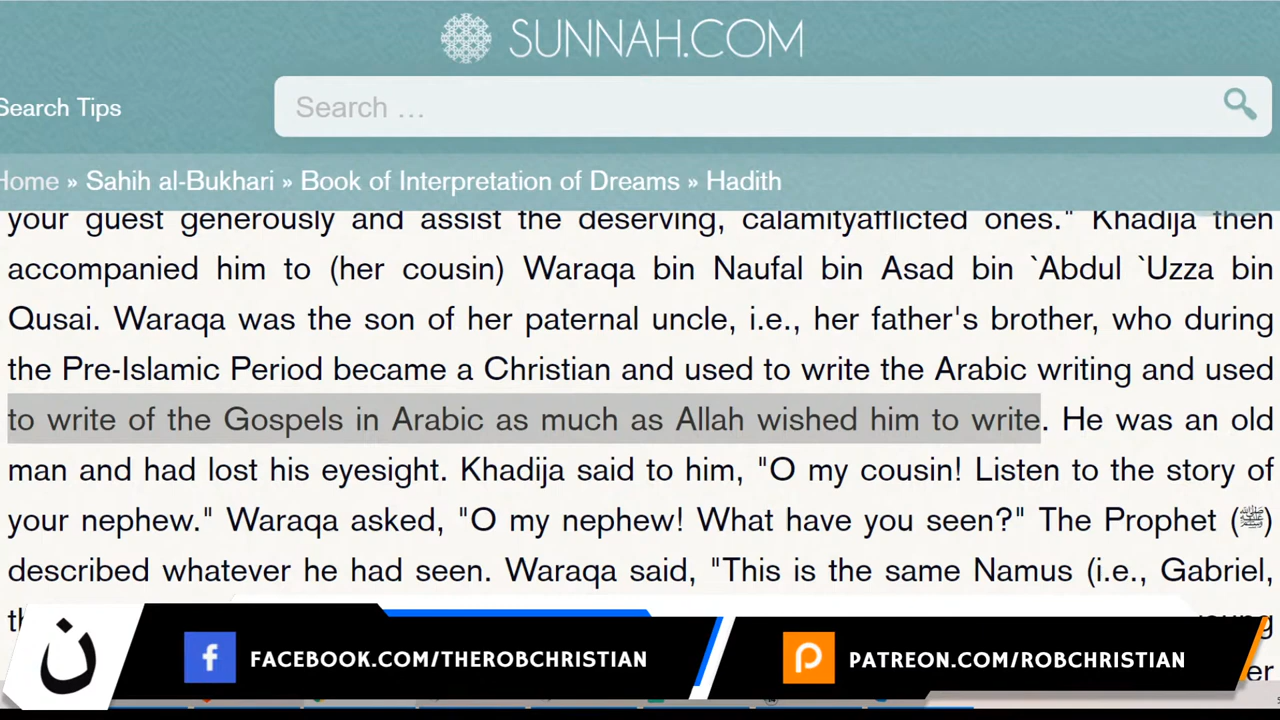 SUNNAH.COM
Search Tips
Search …
Home » Sahih al-Bukhari » Book of Interpretation of Dreams » Hadith
your guest generously and assist the deserving, calamityafflicted ones." Khadija then
accompanied him to (her cousin) Waraqa bin Naufal bin Asad bin `Abdul `Uzza bin
Qusai. Waraqa was the son of her paternal uncle, i.e., her father's brother, who during
the Pre-Islamic Period became a Christian and used to write the Arabic writing and used
to write of the Gospels in Arabic as much as Allah wished him to write. He was an old
man and had lost his eyesight. Khadija said to him, "O my cousin! Listen to the story of
your nephew." Waraqa asked, "O my nephew! What have you seen?" The Prophet (ﷺ)
described whatever he had seen. Waraqa said, "This is the same Namus (i.e., Gabriel,
young
ن
FACEBOOK.COM/THEROBCHRISTIAN
PATREON.COM/ROBCHRISTIAN